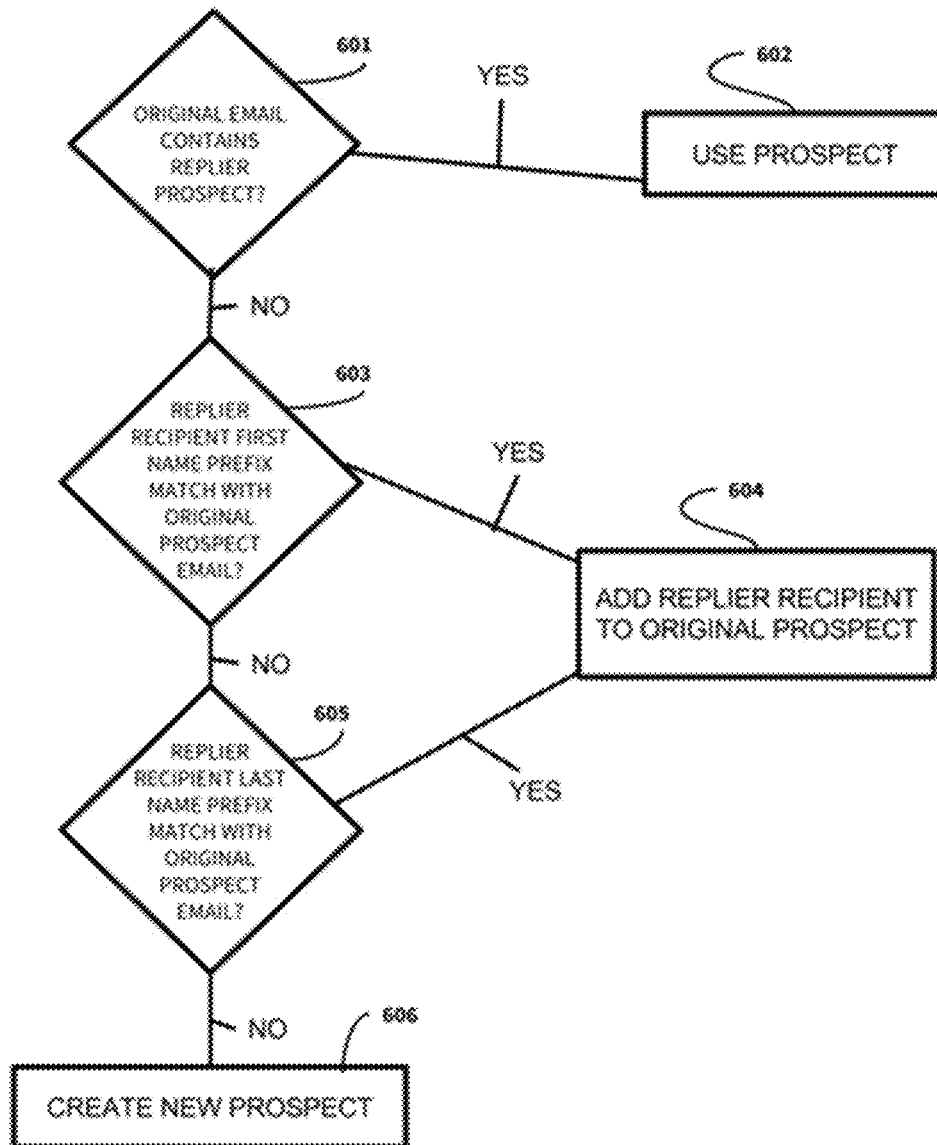 601
ORIGINAL EMAIL
CONTAINS
REPLIER
PROSPECT?
YES
602
USE PROSPECT
NO
603
REPLIER
RECIPIENT FIRST
NAME PREFIX
MATCH WITH
ORIGINAL
PROSPECT
EMAIL?
YES
604
ADD REPLIER RECIPIENT
TO ORIGINAL PROSPECT
NO
605
REPLIER
RECIPIENT LAST
NAME PREFIX
MATCH WITH
ORIGINAL
PROSPECT
EMAIL?
YES
NO
606
CREATE NEW PROSPECT